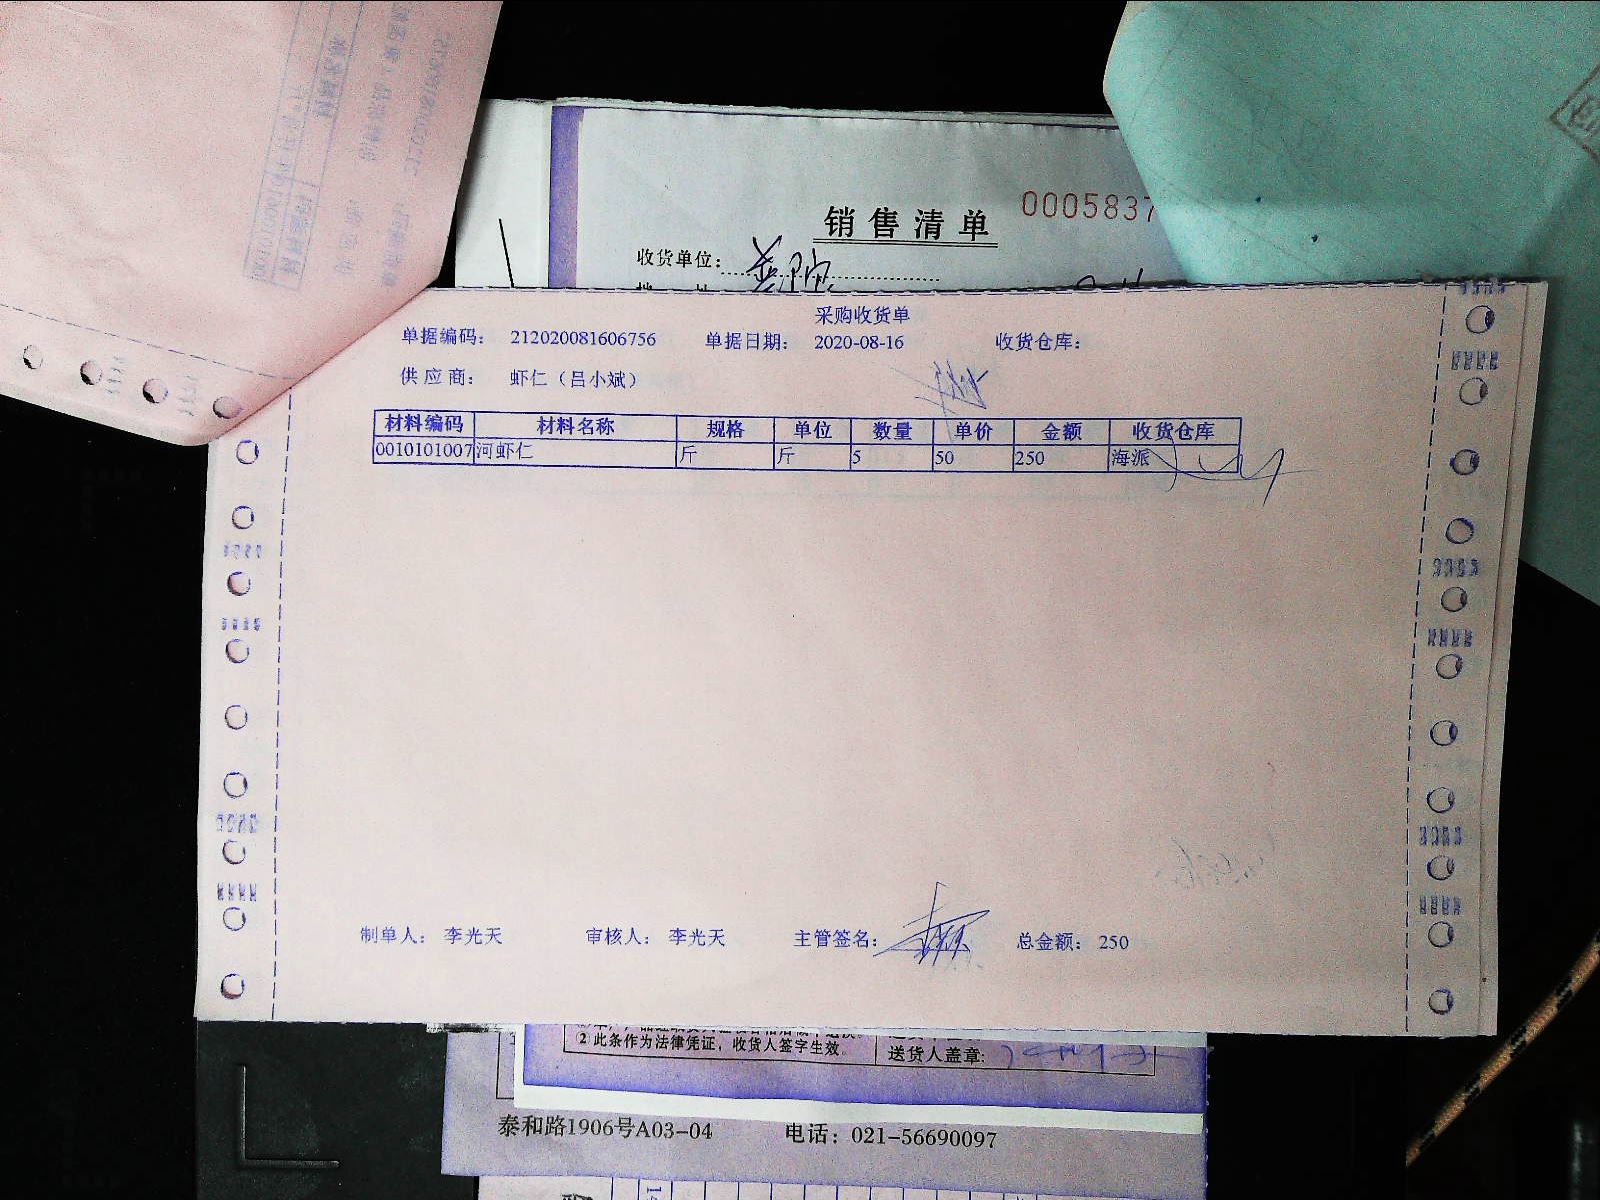 销售清单 0005837
收货单位：
采购收货单
单据编码： 212020081606756 单据日期： 2020-08-16 收货仓库：
供应商： 虾仁（吕小斌）
材料编码 材料名称 规格 单位 数量 单价 金额 收货仓库
0010101007 河虾仁 斤 斤 5 50 250 海派
制单人： 李光天 审核人： 李光天 主管签名： 总金额： 250
②此条作为法律凭证，收货人签字生效。 送货人盖章：
泰和路1906号A03-04 电话：021-56690097